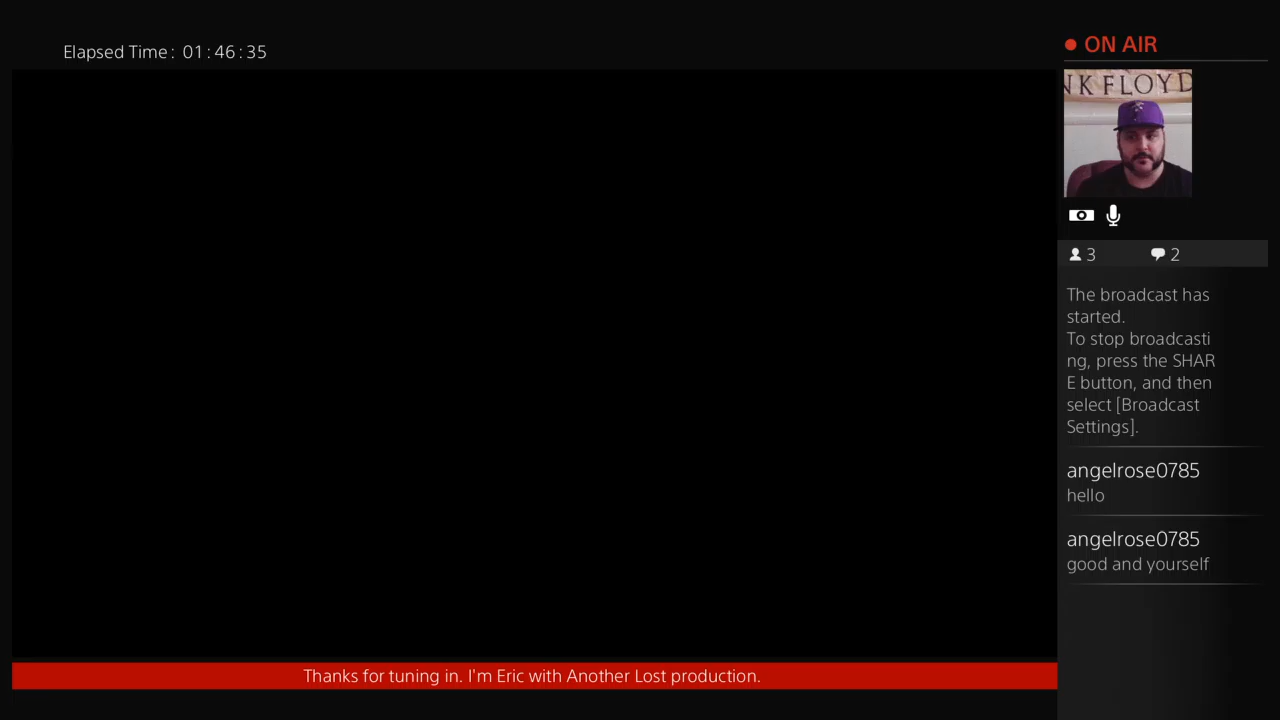 Elapsed Time: 01:46:35
ON AIR
NK FLOYD
3 2
The broadcast has
started.
To stop broadcasti
ng, press the SHAR
E button, and then
select [Broadcast
Settings].
angelrose0785
hello
angelrose0785
good and yourself
Thanks for tuning in. I'm Eric with Another Lost production.